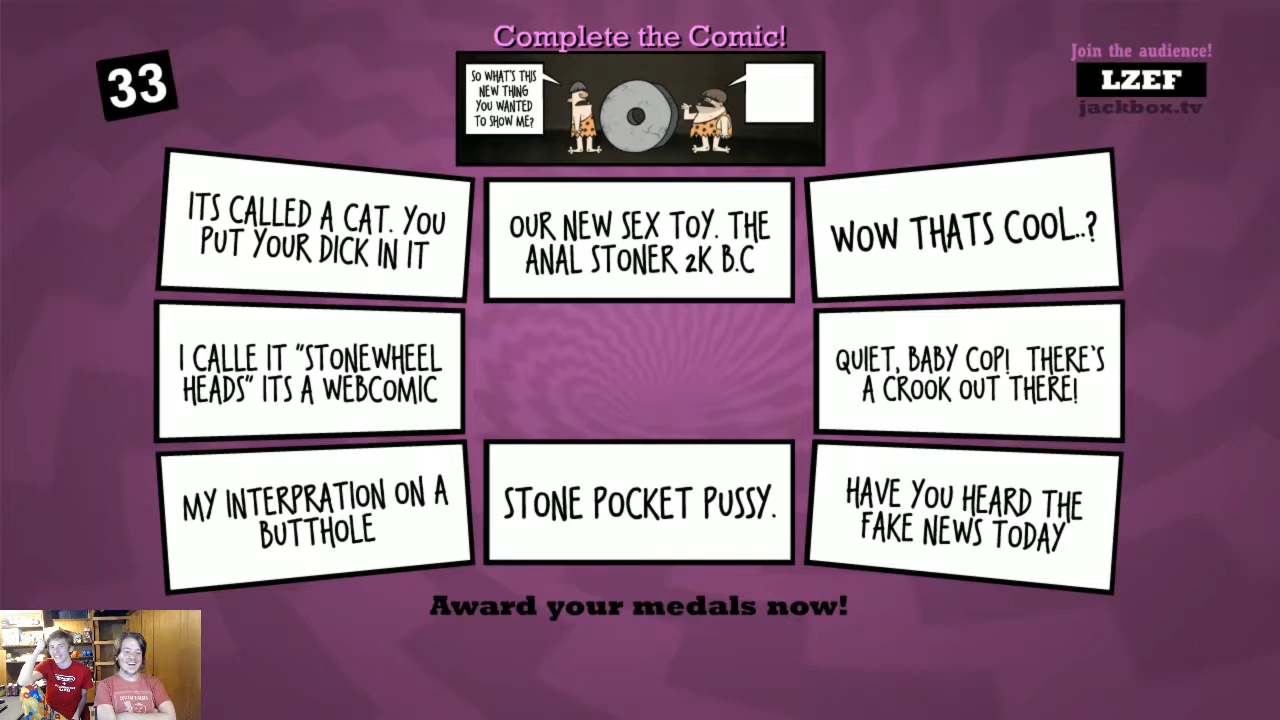 Complete the Comic!
33
SO WHAT'S THIS
NEW THING
YOU WANTED
TO SHOW ME?
Join the audience!
LZEF
jackbox.tv
ITS CALLED A CAT. YOU
PUT YOUR DICK IN IT
OUR NEW SEX TOY. THE
ANAL STONER 2K B.C
WOW THATS COOL..?
I CALLE IT "STONEWHEEL
HEADS" ITS A WEBCOMIC
QUIET, BABY COP! THERE'S
A CROOK OUT THERE!
MY INTERPRATION ON A
BUTTHOLE
STONE POCKET PUSSY.
HAVE YOU HEARD THE
FAKE NEWS TODAY
Award your medals now!